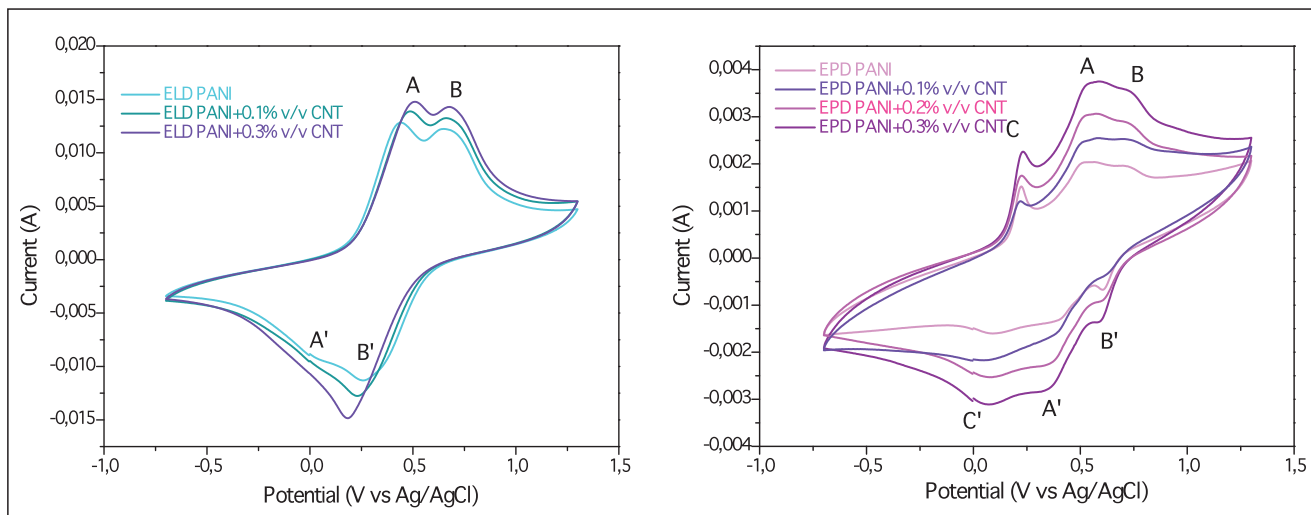 0,020
0,015
0,010
0,005
0,000
-0,005
-0,010
-0,015
Current (A)
ELD PANI
ELD PANI+0.1% v/v CNT
ELD PANI+0.3% v/v CNT
A
B
A'
B'
-1,0
-0,5
0,0
0,5
1,0
1,5
Potential (V vs Ag/AgCl)
0,004
0,003
0,002
0,001
0,000
-0,001
-0,002
-0,003
-0,004
Current (A)
EPD PANI
EPD PANI+0.1% v/v CNT
EPD PANI+0.2% v/v CNT
EPD PANI+0.3% v/v CNT
A
B
C
B'
A'
C'
-1,0
-0,5
0,0
0,5
1,0
1,5
Potential (V vs Ag/AgCl)